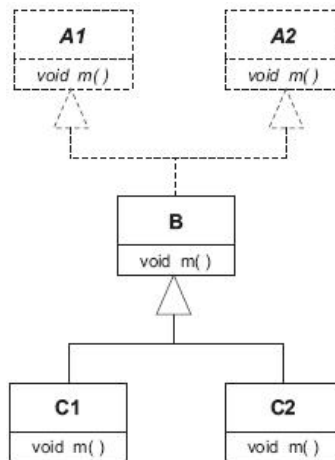 A1
A2
void m( )
void m( )
B
void m( )
C1
C2
void m( )
void m( )